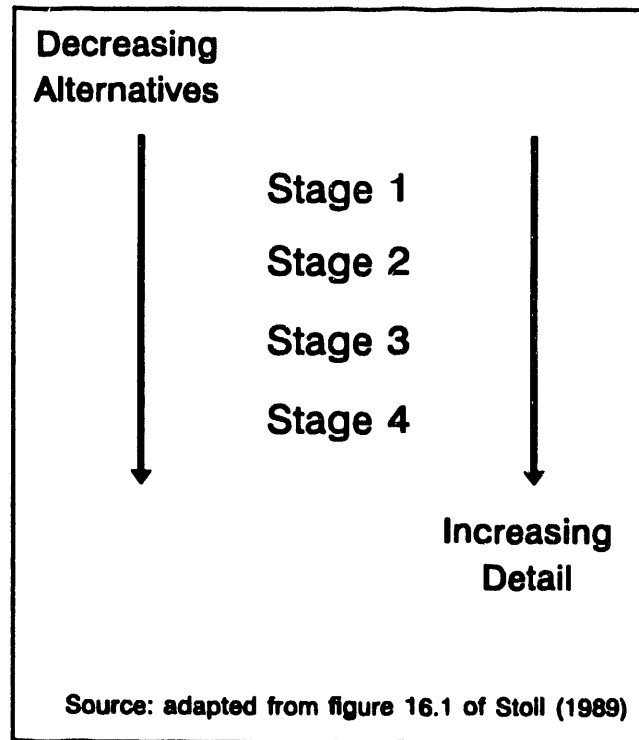 Decreasing
Alternatives
Stage 1
Stage 2
Stage 3
Stage 4
Increasing
Detail
Source: adapted from figure 16.1 of Stoll (1989)